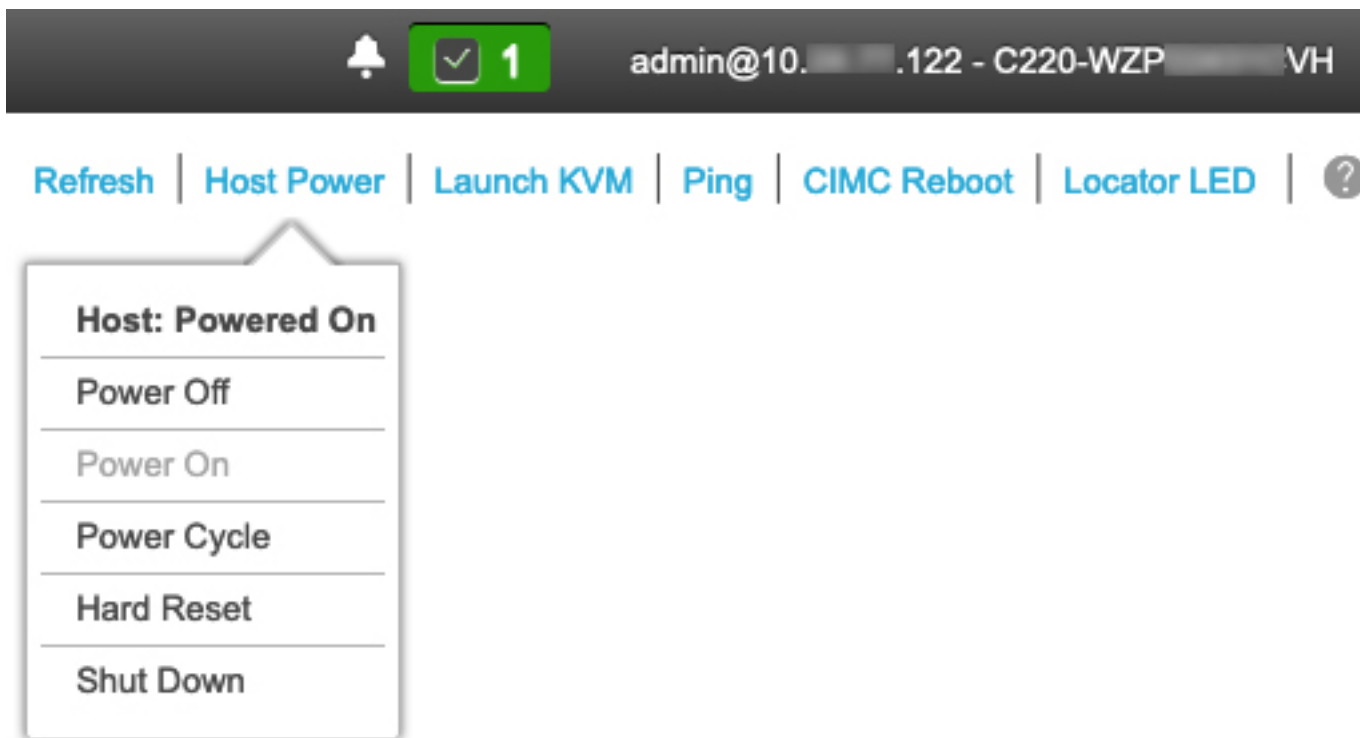 1 admin@10. .122 - C220-WZP VH
Refresh | Host Power | Launch KVM | Ping | CIMC Reboot | Locator LED | ?
Host: Powered On
Power Off
Power On
Power Cycle
Hard Reset
Shut Down